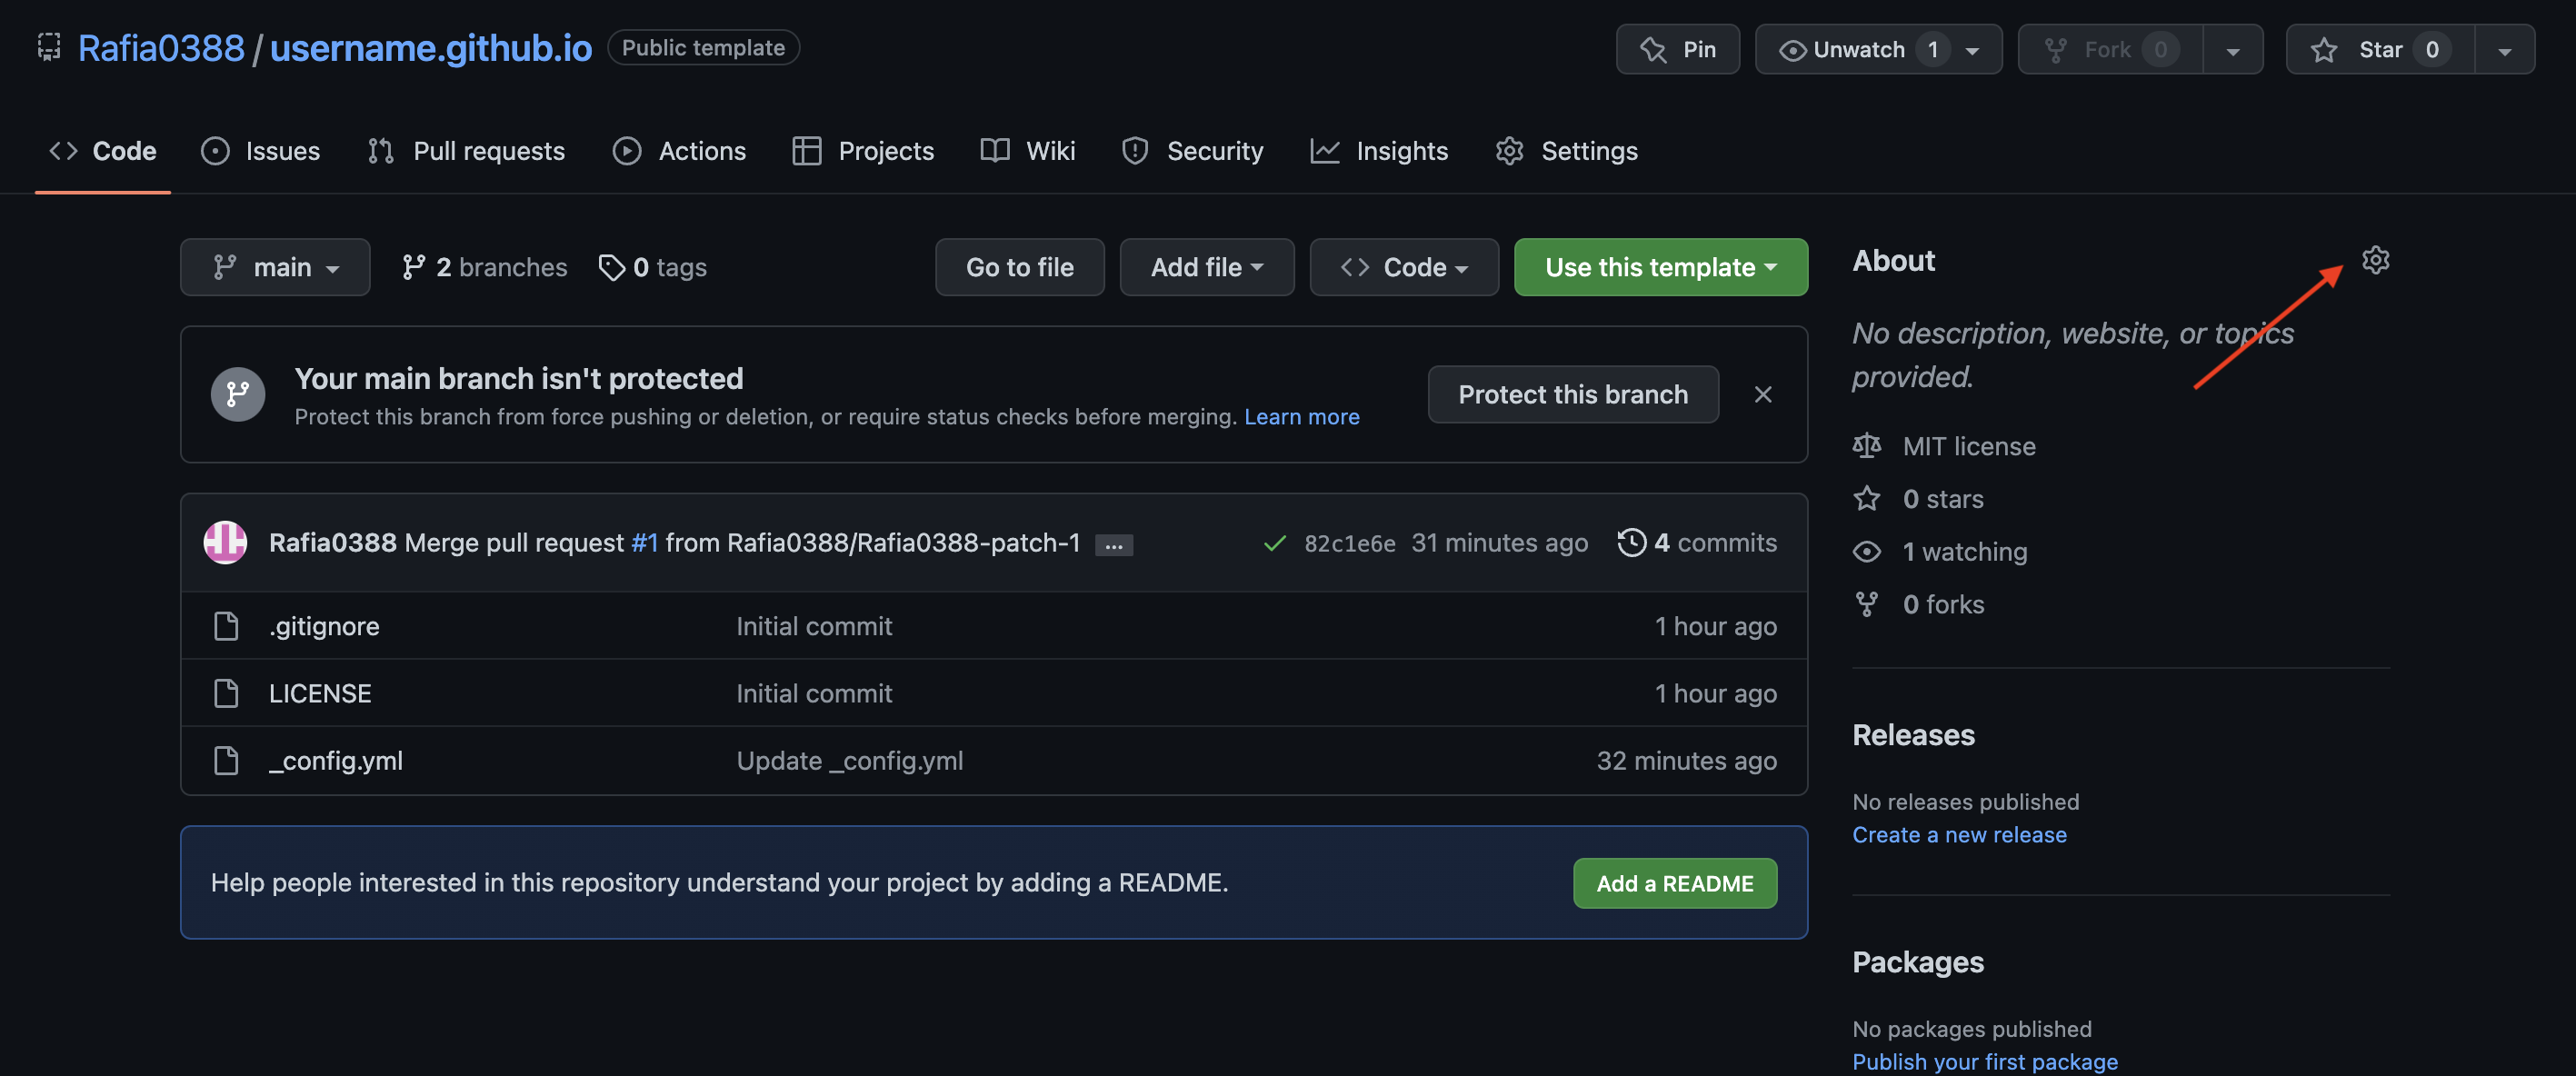 Rafia0388 / username.github.io Public template
Pin Unwatch 1 Fork 0 Star 0
Code Issues Pull requests Actions Projects Wiki Security Insights Settings
main 2 branches 0 tags Go to file Add file Code Use this template
Your main branch isn't protected
Protect this branch from force pushing or deletion, or require status checks before merging. Learn more
Protect this branch
Rafia0388 Merge pull request #1 from Rafia0388/Rafia0388-patch-1 ... 82c1e6e 31 minutes ago 4 commits
.gitignore Initial commit 1 hour ago
LICENSE Initial commit 1 hour ago
_config.yml Update _config.yml 32 minutes ago
Help people interested in this repository understand your project by adding a README. Add a README
About
No description, website, or topics
provided.
MIT license
0 stars
1 watching
0 forks
Releases
No releases published
Create a new release
Packages
No packages published
Publish your first package